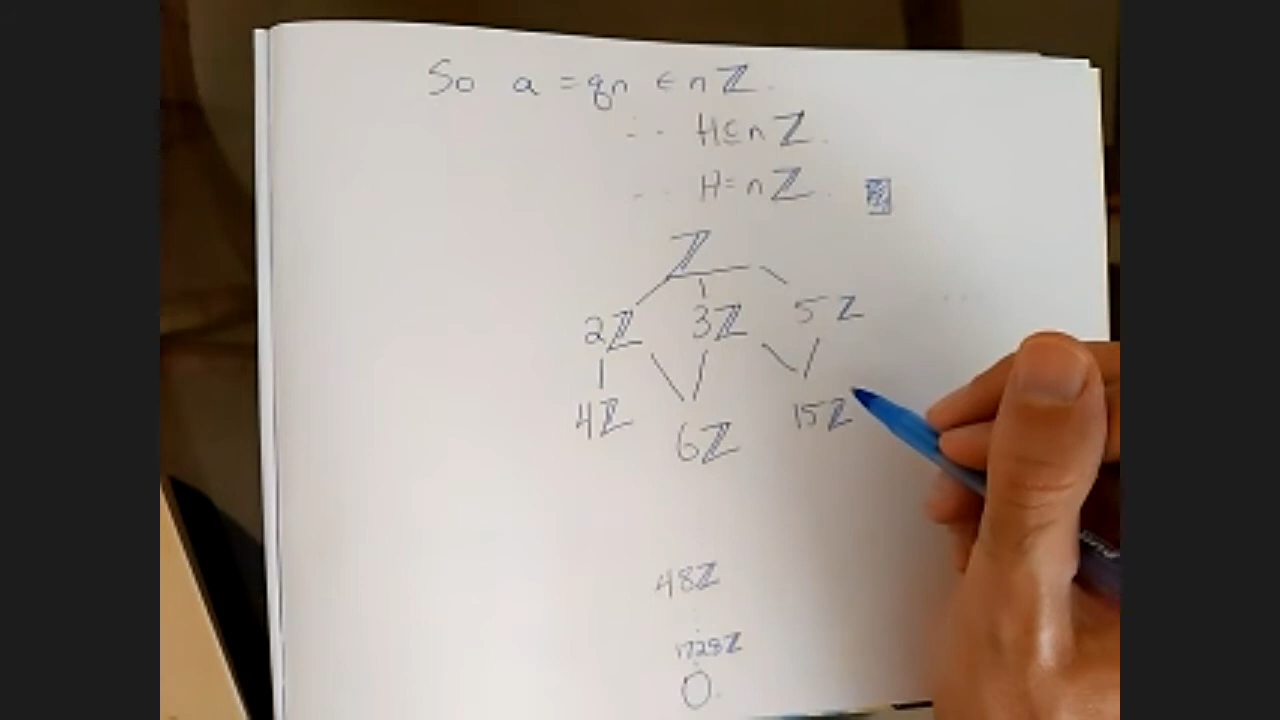 So a = qn ∈ nℤ.
∴ H ⊆ nℤ.
∴ H = nℤ.
ℤ
2ℤ 3ℤ 5ℤ ...
4ℤ 6ℤ 15ℤ
48ℤ
1728ℤ
0.